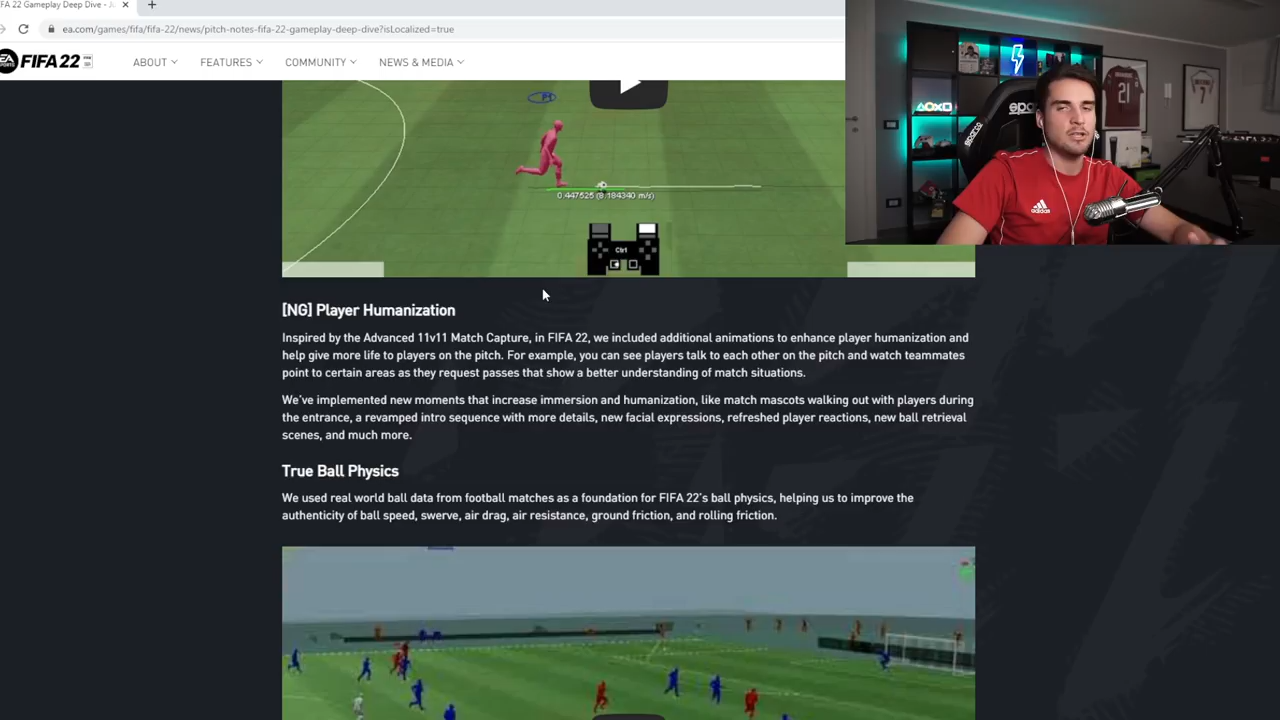 FA 22 Gameplay Deep Dive -
ea.com/games/fifa/fifa-22/news/pitch-notes-fifa-22-gameplay-deep-dive?isLocalized=true
EA SPORTS FIFA 22
ABOUT
FEATURES
COMMUNITY
NEWS & MEDIA
21
7
0.447525 (8.184340 m/s)
Ctrl1
[NG] Player Humanization
Inspired by the Advanced 11v11 Match Capture, in FIFA 22, we included additional animations to enhance player humanization and
help give more life to players on the pitch. For example, you can see players talk to each other on the pitch and watch teammates
point to certain areas as they request passes that show a better understanding of match situations.
We've implemented new moments that increase immersion and humanization, like match mascots walking out with players during
the entrance, a revamped intro sequence with more details, new facial expressions, refreshed player reactions, new ball retrieval
scenes, and much more.
True Ball Physics
We used real world ball data from football matches as a foundation for FIFA 22's ball physics, helping us to improve the
authenticity of ball speed, swerve, air drag, air resistance, ground friction, and rolling friction.